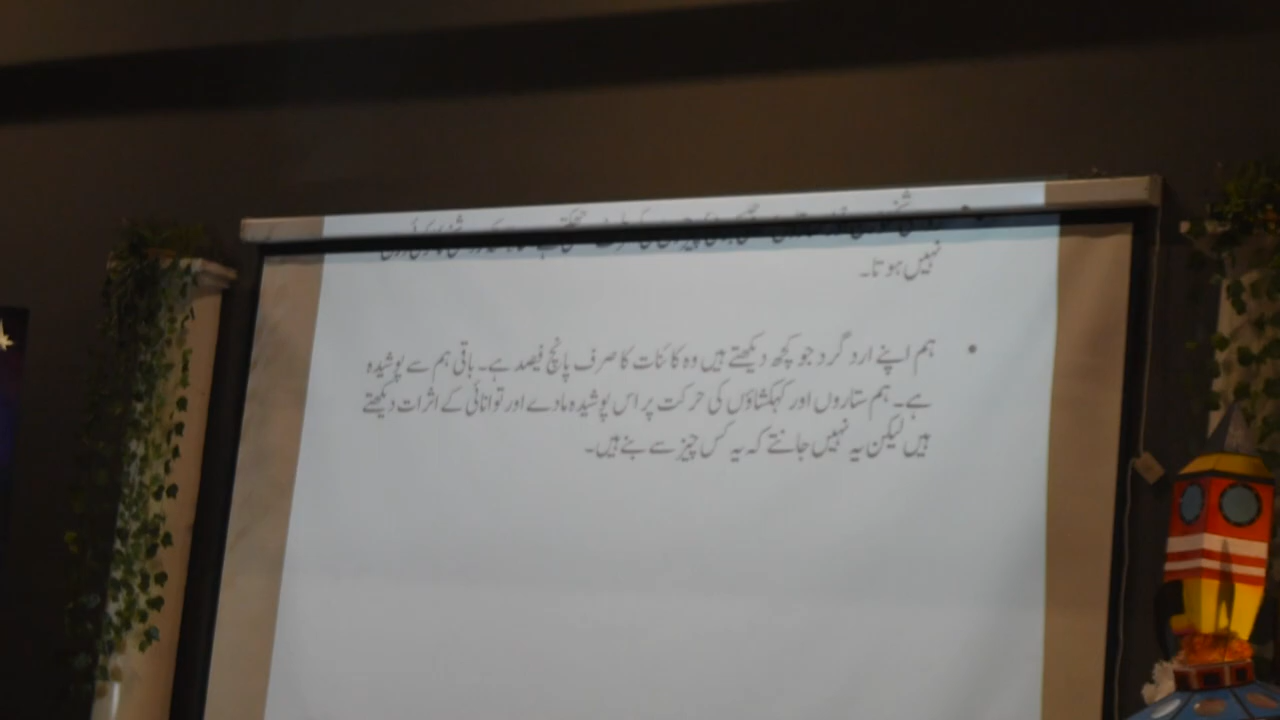 نہیں ہوتا۔
ہم اپنے ارد گرد جو کچھ دیکھتے ہیں وہ کائنات کا صرف پانچ فیصد ہے۔ باقی ہم سے پوشیدہ
ہے۔ ہم ستاروں اور کہکشاؤں کی حرکت پر اس پوشیدہ مادے اور توانائی کے اثرات دیکھتے
ہیں لیکن یہ نہیں جانتے کہ یہ کس چیز سے بنے ہیں۔